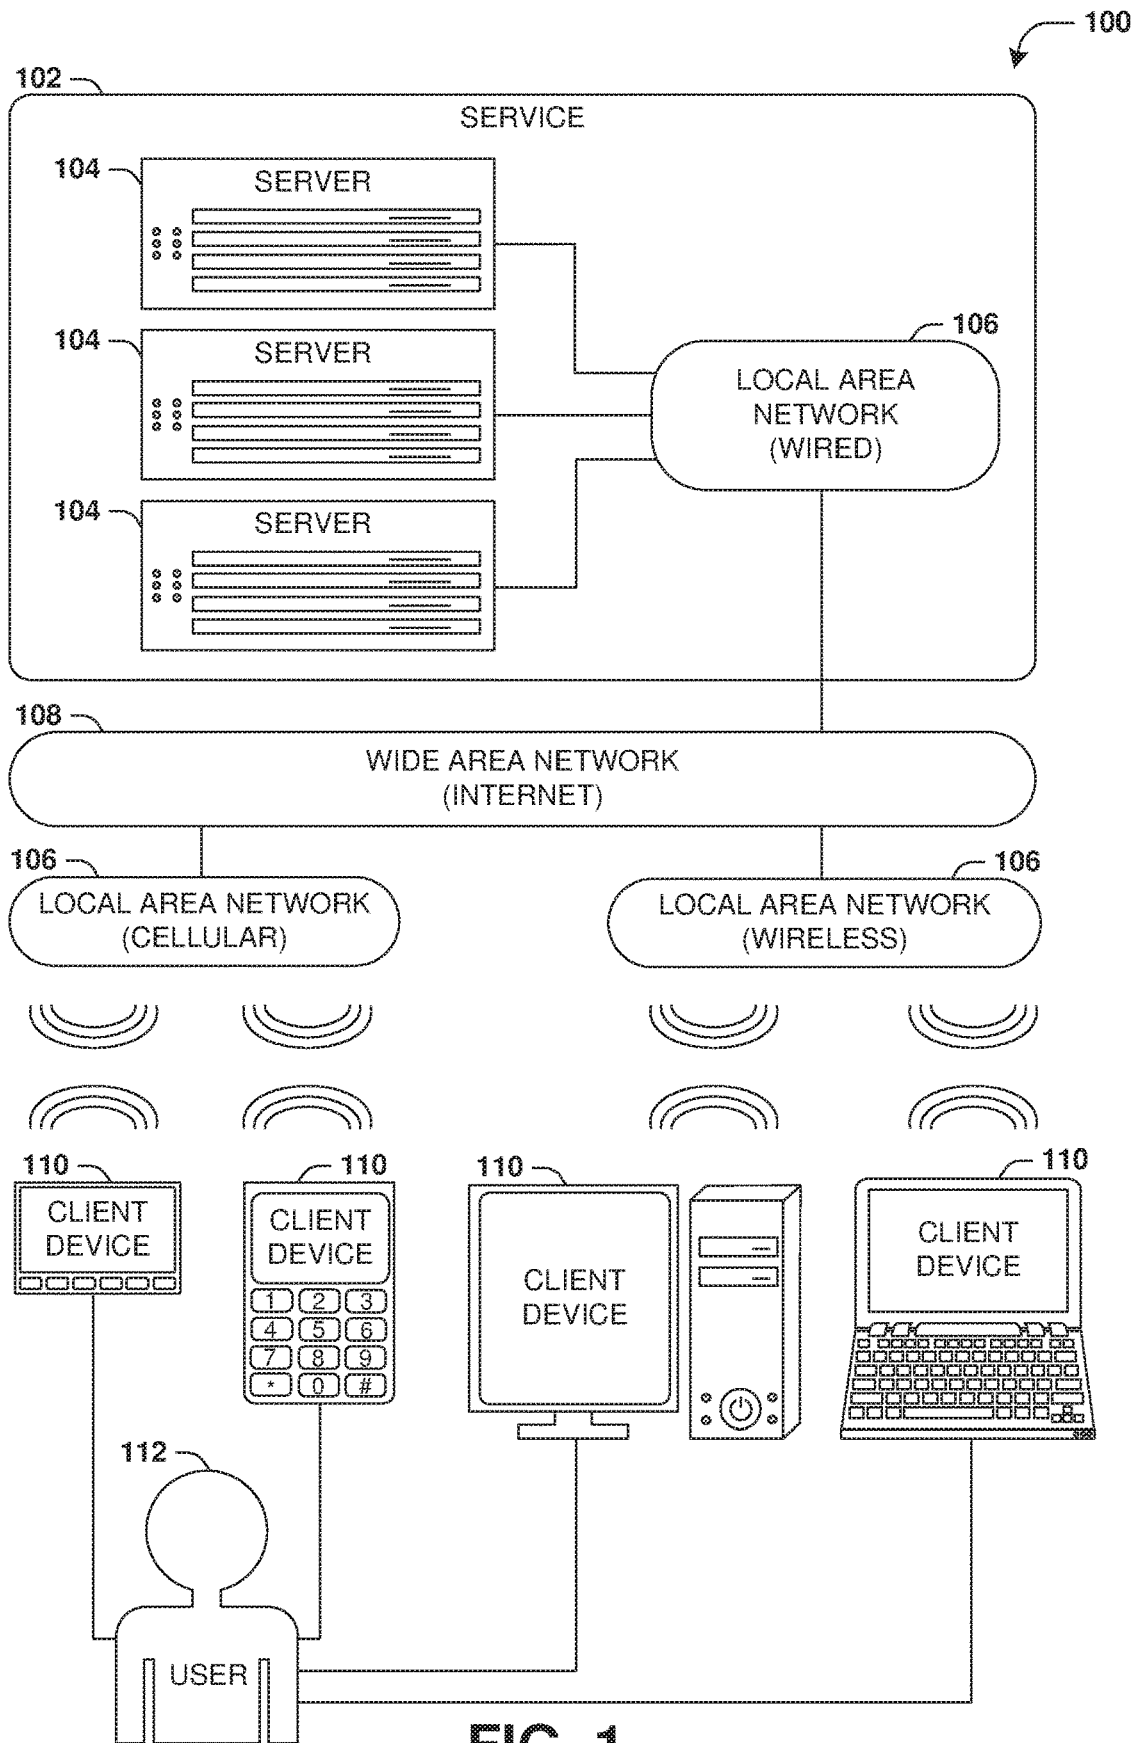 100
102
SERVICE
104
SERVER
104
SERVER
106
LOCAL AREA
NETWORK
(WIRED)
104
SERVER
108
WIDE AREA NETWORK
(INTERNET)
106
LOCAL AREA NETWORK
(CELLULAR)
106
LOCAL AREA NETWORK
(WIRELESS)
110
CLIENT
DEVICE
110
CLIENT
DEVICE
1 2 3
4 5 6
7 8 9
* 0 #
110
CLIENT
DEVICE
110
CLIENT
DEVICE
112
USER
FIG. 1